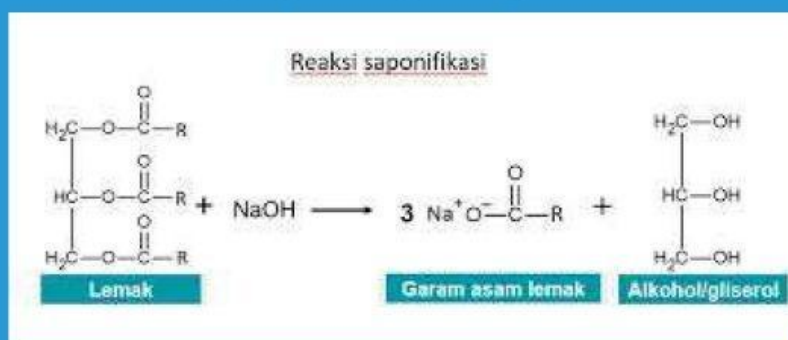 Reaksi saponifikasi
O
H₂C—O—C—R
O
HC—O—C—R + NaOH → 3 Na⁺O⁻—C—R + HC—OH
O
O
H₂C—O—C—R
H₂C—OH
H₂C—OH
Lemak
Garam asam lemak
Alkohol/gliserol